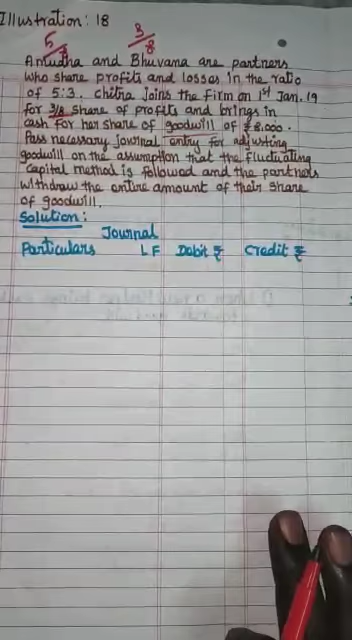 Illustration: 18
5/8 3/8
Anudha and Bhuvana are partners
who share profits and losses in the ratio
of 5:3. Chitra joins the firm on 1st Jan.19
for 3/8 share of profits and brings in
cash for her share of goodwill of ₹8,000.
Pass necessary journal entry for adjusting
goodwill on the assumption that the fluctuating
capital method is followed and the partners
withdraw the entire amount of their share
of goodwill.
Solution:
Journal
Particulars LF Debit ₹ Credit ₹